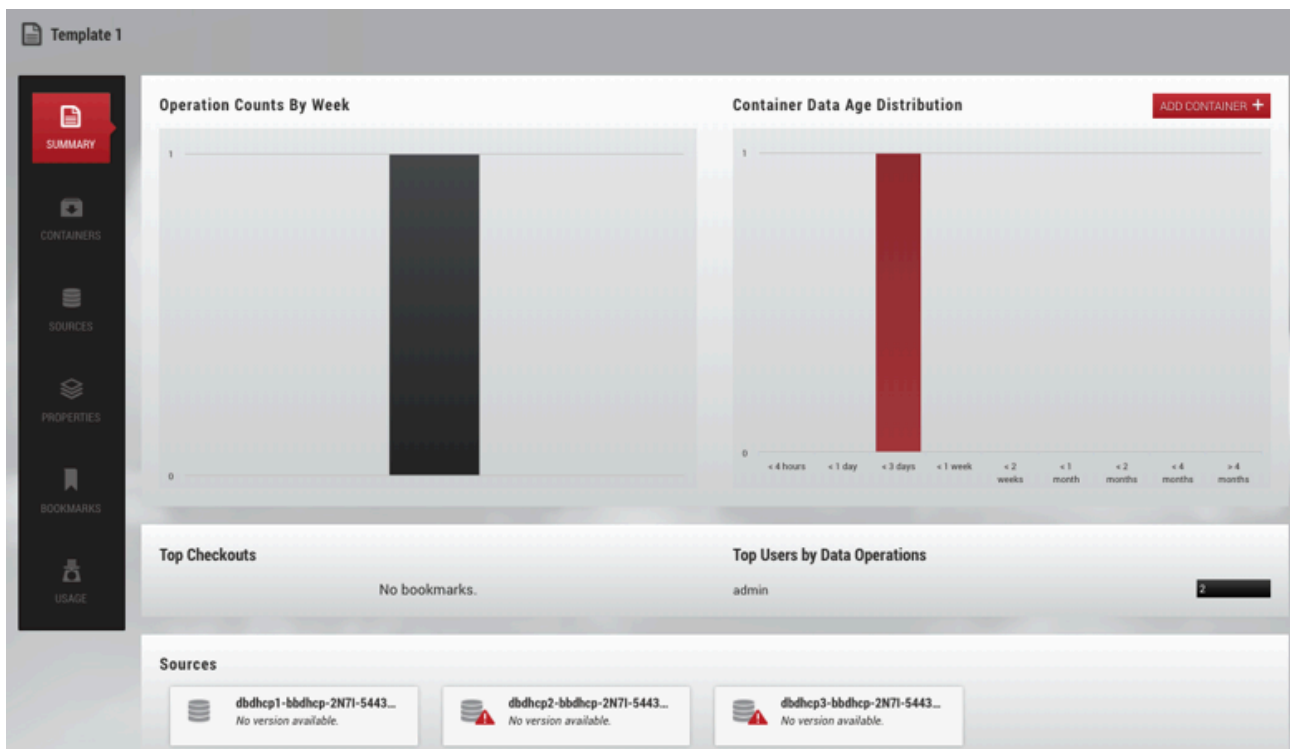 Template 1
SUMMARY
CONTAINERS
SOURCES
PROPERTIES
BOOKMARKS
USAGE
Operation Counts By Week
1
0
Container Data Age Distribution
ADD CONTAINER +
1
0
< 4 hours < 1 day < 3 days < 1 week < 2 weeks < 1 month < 2 months < 4 months > 4 months
Top Checkouts
No bookmarks.
Top Users by Data Operations
admin
2
Sources
dbdhcp1-bbdhcp-2N7I-5443...
No version available.
dbdhcp2-bbdhcp-2N7I-5443...
No version available.
dbdhcp3-bbdhcp-2N7I-5443...
No version available.